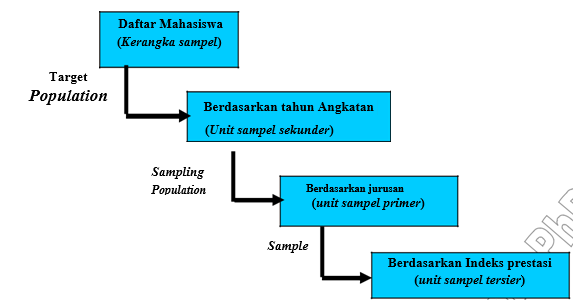 Daftar Mahasiswa
(Kerangka sampel)
Target
Population
Berdasarkan tahun Angkatan
(Unit sampel sekunder)
Sampling
Population
Berdasarkan jurusan
(unit sampel primer)
Sample
Berdasarkan Indeks prestasi
(unit sampel tersier)